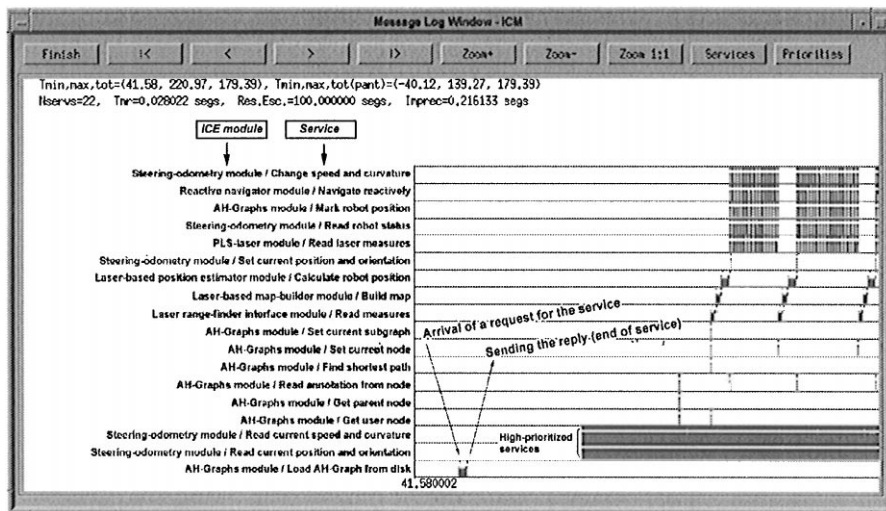 Message Log Window - ICM
Finish |< < > |> Zoom+ Zoom- Zoom 1:1 Services Priorities
Tmin,max,tot=(41.58, 220.97, 179.39), Tmin,max,tot(pant)=(-40.12, 139.27, 179.39)
Nservs=22, Tmr=0.028022 segs, Res.Esc.=100.000000 segs, Imprec=0.216133 segs
ICE module Service
Steering-odometry module / Change speed and curvature
Reactive navigator module / Navigate reactively
AH-Graphs module / Mark robot position
Steering-odometry module / Read robot status
PLS-laser module / Read laser measures
Steering-odometry module / Set current position and orientation
Laser-based position estimator module / Calculate robot position
Laser-based map-builder module / Build map
Laser range-finder interface module / Read measures
AH-Graphs module / Set current subgraph
AH-Graphs module / Set current node
AH-Graphs module / Find shortest path
AH-Graphs module / Read annotation from node
AH-Graphs module / Get parent node
AH-Graphs module / Get user node
Steering-odometry module / Read current speed and curvature
Steering-odometry module / Read current position and orientation
AH-Graphs module / Load AH-Graph from disk
Arrival of a request for the service
Sending the reply (end of service)
High-prioritized
services
41.580002